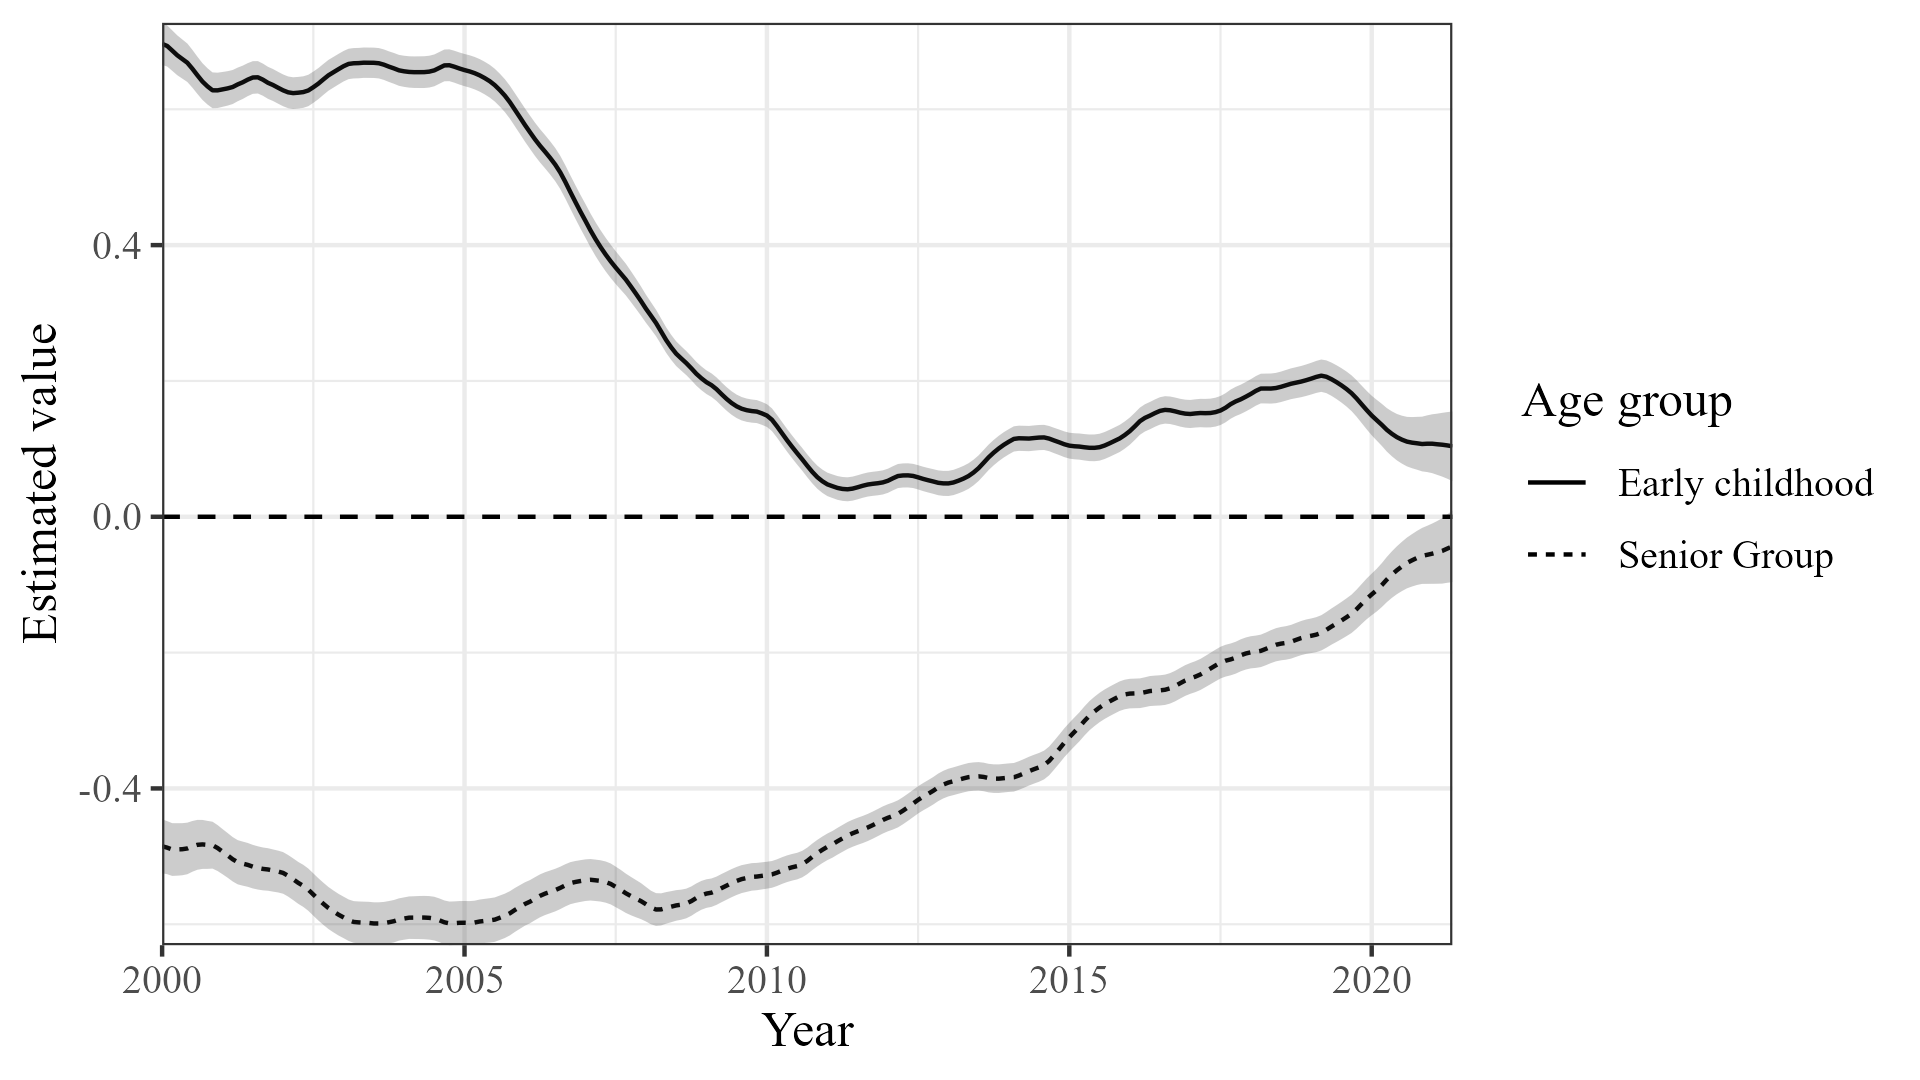 Estimated value
0.4
0.0
-0.4
2000 2005 2010 2015 2020
Year
Age group
Early childhood
Senior Group